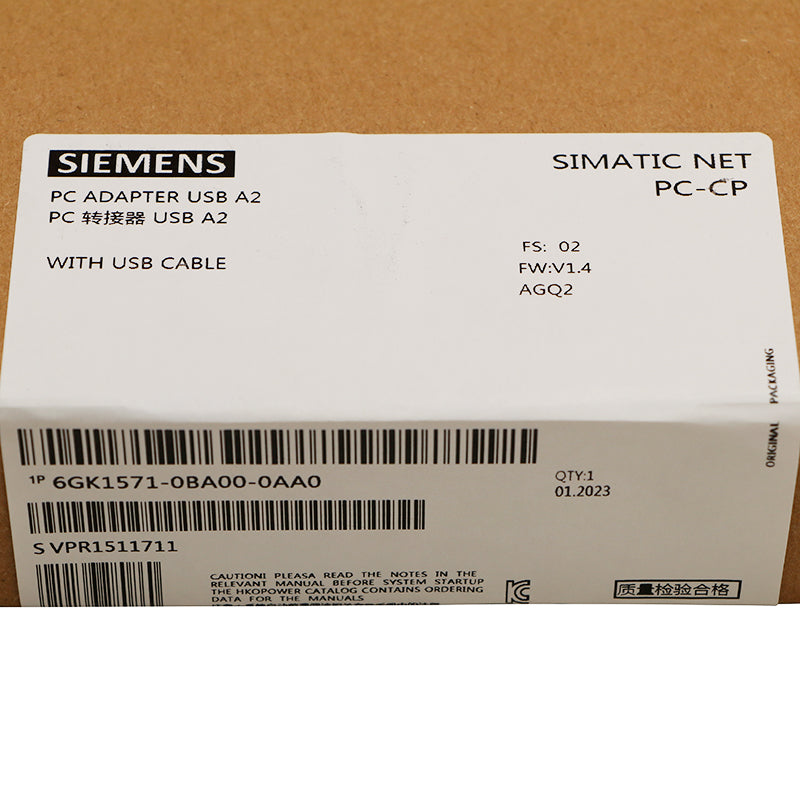 SIEMENS
SIMATIC NET
PC-CP
PC ADAPTER USB A2
PC 转接器 USB A2
WITH USB CABLE
FS: 02
FW:V1.4
AGQ2
ORIGINAL PACKAGING
1P 6GK1571-0BA00-0AA0
QTY:1
01.2023
S VPR1511711
CAUTIONI PLEASA READ THE NOTES IN THE
RELEVANT MANUAL BEFORE SYSTEM STARTUP
THE HKOPOWER CATALOG CONTAINS ORDERING
DATA FOR THE MANUALS
质量检验合格